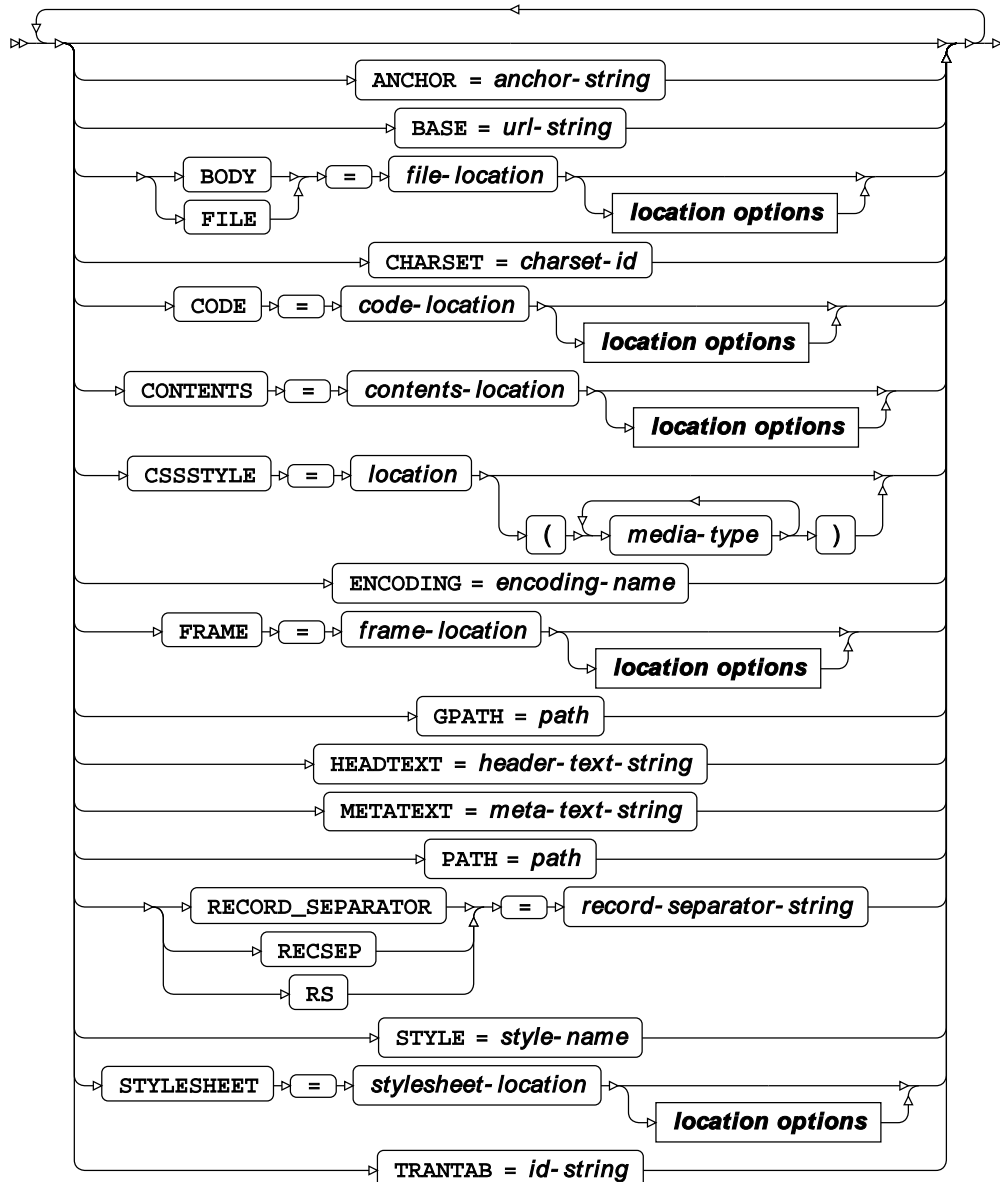 ANCHOR = anchor-string
BASE = url-string
BODY = file-location
FILE location options
CHARSET = charset-id
CODE = code-location
location options
CONTENTS = contents-location
location options
CSSSTYLE = location
( media-type )
ENCODING = encoding-name
FRAME = frame-location
location options
GPATH = path
HEADTEXT = header-text-string
METATEXT = meta-text-string
PATH = path
RECORD_SEPARATOR = record-separator-string
RECSEP
RS
STYLE = style-name
STYLESHEET = stylesheet-location
location options
TRANTAB = id-string